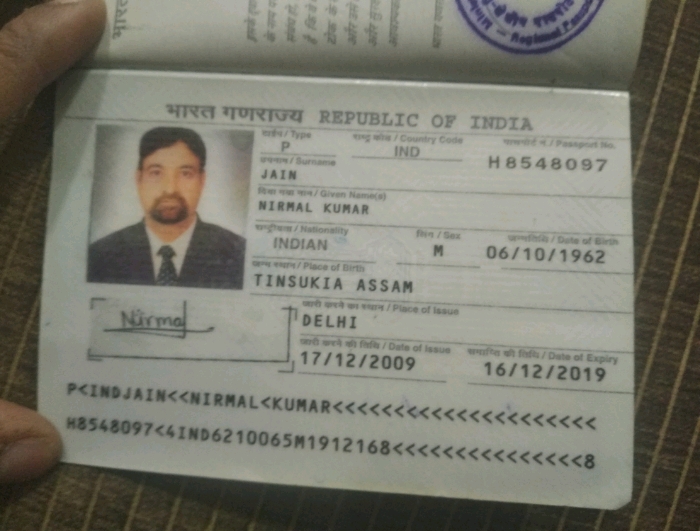 भारत गणराज्य REPUBLIC OF INDIA
टाईप / Type
राष्ट्र कोड / Country Code
पासपोर्ट नं. / Passport No.
P
IND
H8548097
उपनाम / Surname
JAIN
दिया गया नाम / Given Name(s)
NIRMAL KUMAR
राष्ट्रीयता / Nationality
लिंग / Sex
जन्मतिथि / Date of Birth
INDIAN
M
06/10/1962
जन्म स्थान / Place of Birth
TINSUKIA ASSAM
Nirmal
जारी करने का स्थान / Place of Issue
DELHI
जारी करने की तिथि / Date of Issue
समाप्ति की तिथि / Date of Expiry
17/12/2009
16/12/2019
P<INDJAIN<<NIRMAL<KUMAR<<<<<<<<<<<<<<<<<<<<<
H8548097<4IND6210065M1912168<<<<<<<<<<<<<<<8